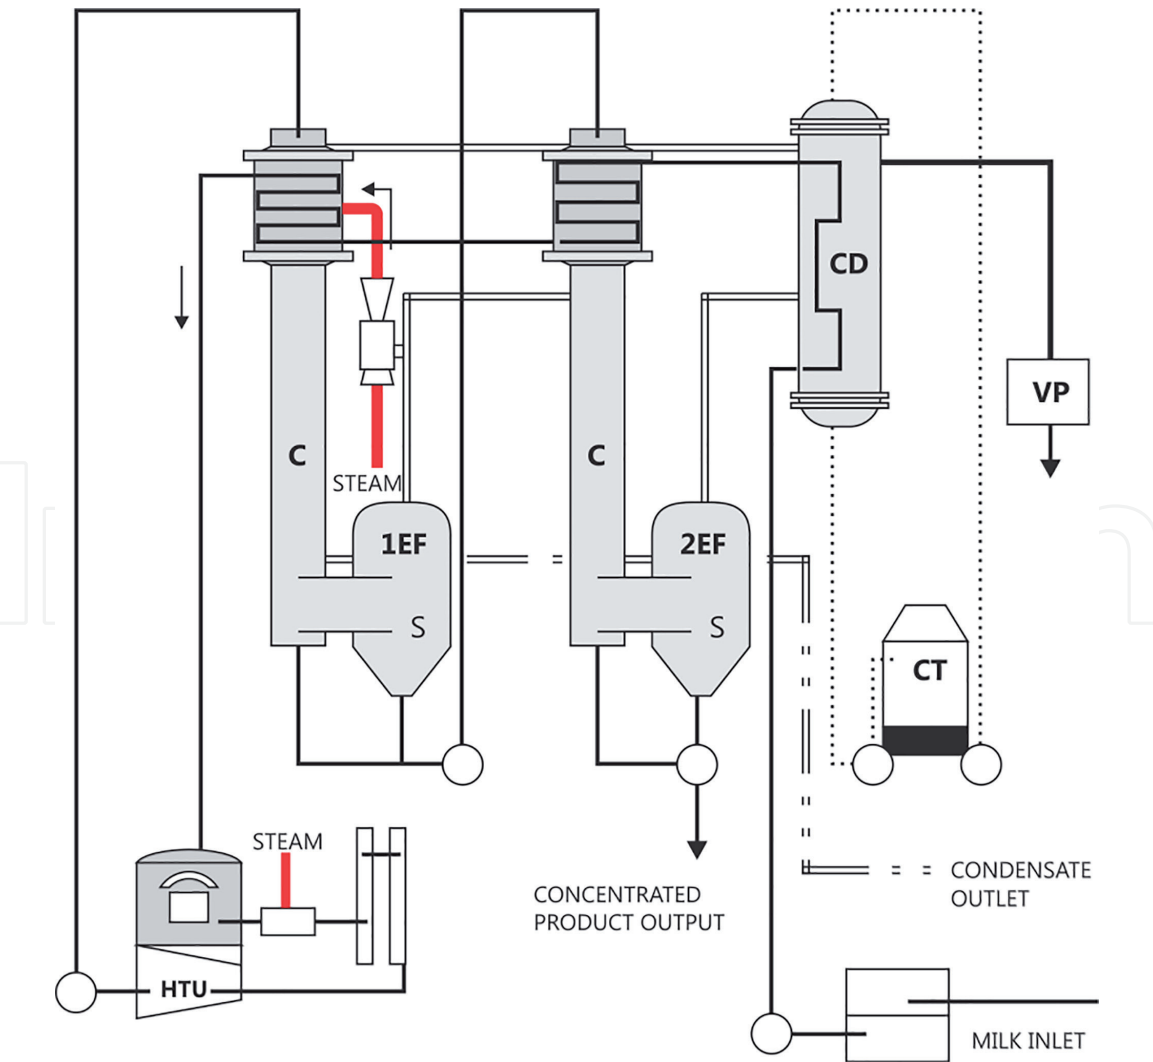 CD
VP
C
C
STEAM
1EF
2EF
S
S
CT
STEAM
CONCENTRATED
PRODUCT OUTPUT
CONDENSATE
OUTLET
HTU
MILK INLET